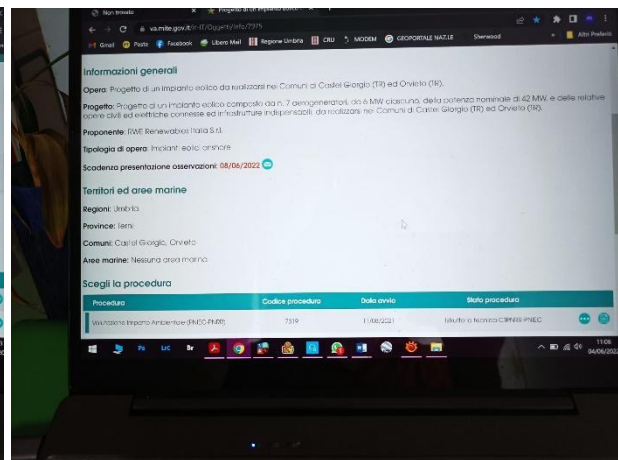 Non trovato
Progetto di un impianto eolico
va.mite.gov.it/it-IT/Oggetti/Info/7975
Gmail Poste Facebook Libero Mail Regione Umbria CRU MODEM GEOPORTALE NAZ.LE Sherwood Altri Preferiti
Informazioni generali
Opera: Progetto di un impianto eolico da realizzarsi nei Comuni di Castel Giorgio (TR) ed Orvieto (TR).
Progetto: Progetto di un impianto eolico composto da n. 7 aerogeneratori, da 6 MW ciascuno, della potenza nominale di 42 MW, e delle relative
opere civili ed elettriche connesse ed infrastrutture indispensabili, da realizzarsi nei Comuni di Castel Giorgio (TR) ed Orvieto (TR).
Proponente: RWE Renewables Italia S.r.l.
Tipologia di opera: Impianti eolici onshore
Scadenza presentazione osservazioni: 08/06/2022
Territori ed aree marine
Regioni: Umbria
Province: Terni
Comuni: Castel Giorgio, Orvieto
Aree marine: Nessuna area marina
Scegli la procedura
Procedura Codice procedura Data avvio Stato procedura
Valutazione Impatto Ambientale (PNIEC-PNRR) 7319 11/08/2021 Istruttoria tecnica CTPNRR-PNIEC
Ps LrC Br
11:06
04/06/2022